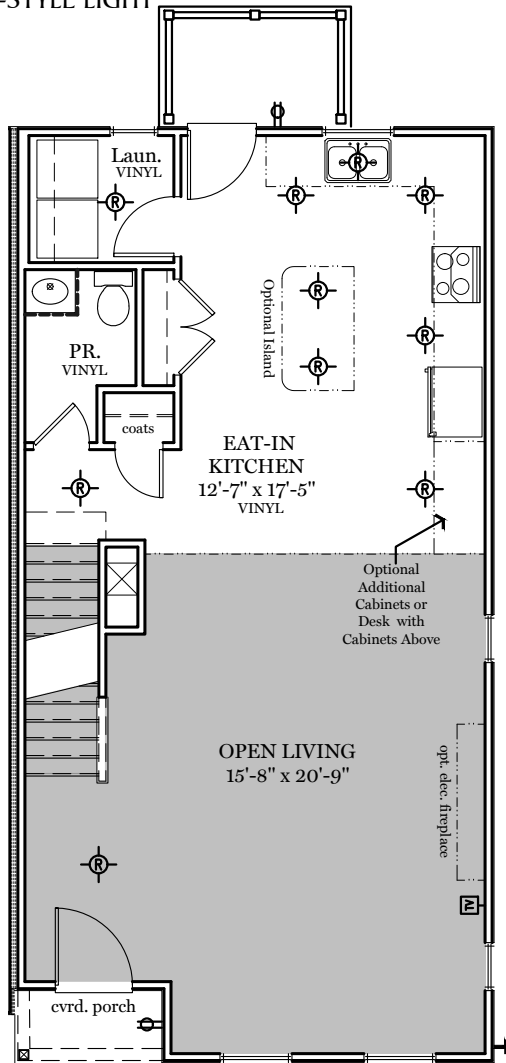 -STYLE LIGHT
Laun.
VINYL
R
R
R
R
Optional Island
R
PR.
VINYL
R
R
coats
EAT-IN
KITCHEN
12'-7" x 17'-5"
VINYL
R
R
Optional
Additional
Cabinets or
Desk with
Cabinets Above
OPEN LIVING
15'-8" x 20'-9"
opt. elec. fireplace
R
TV
cvrd. porch